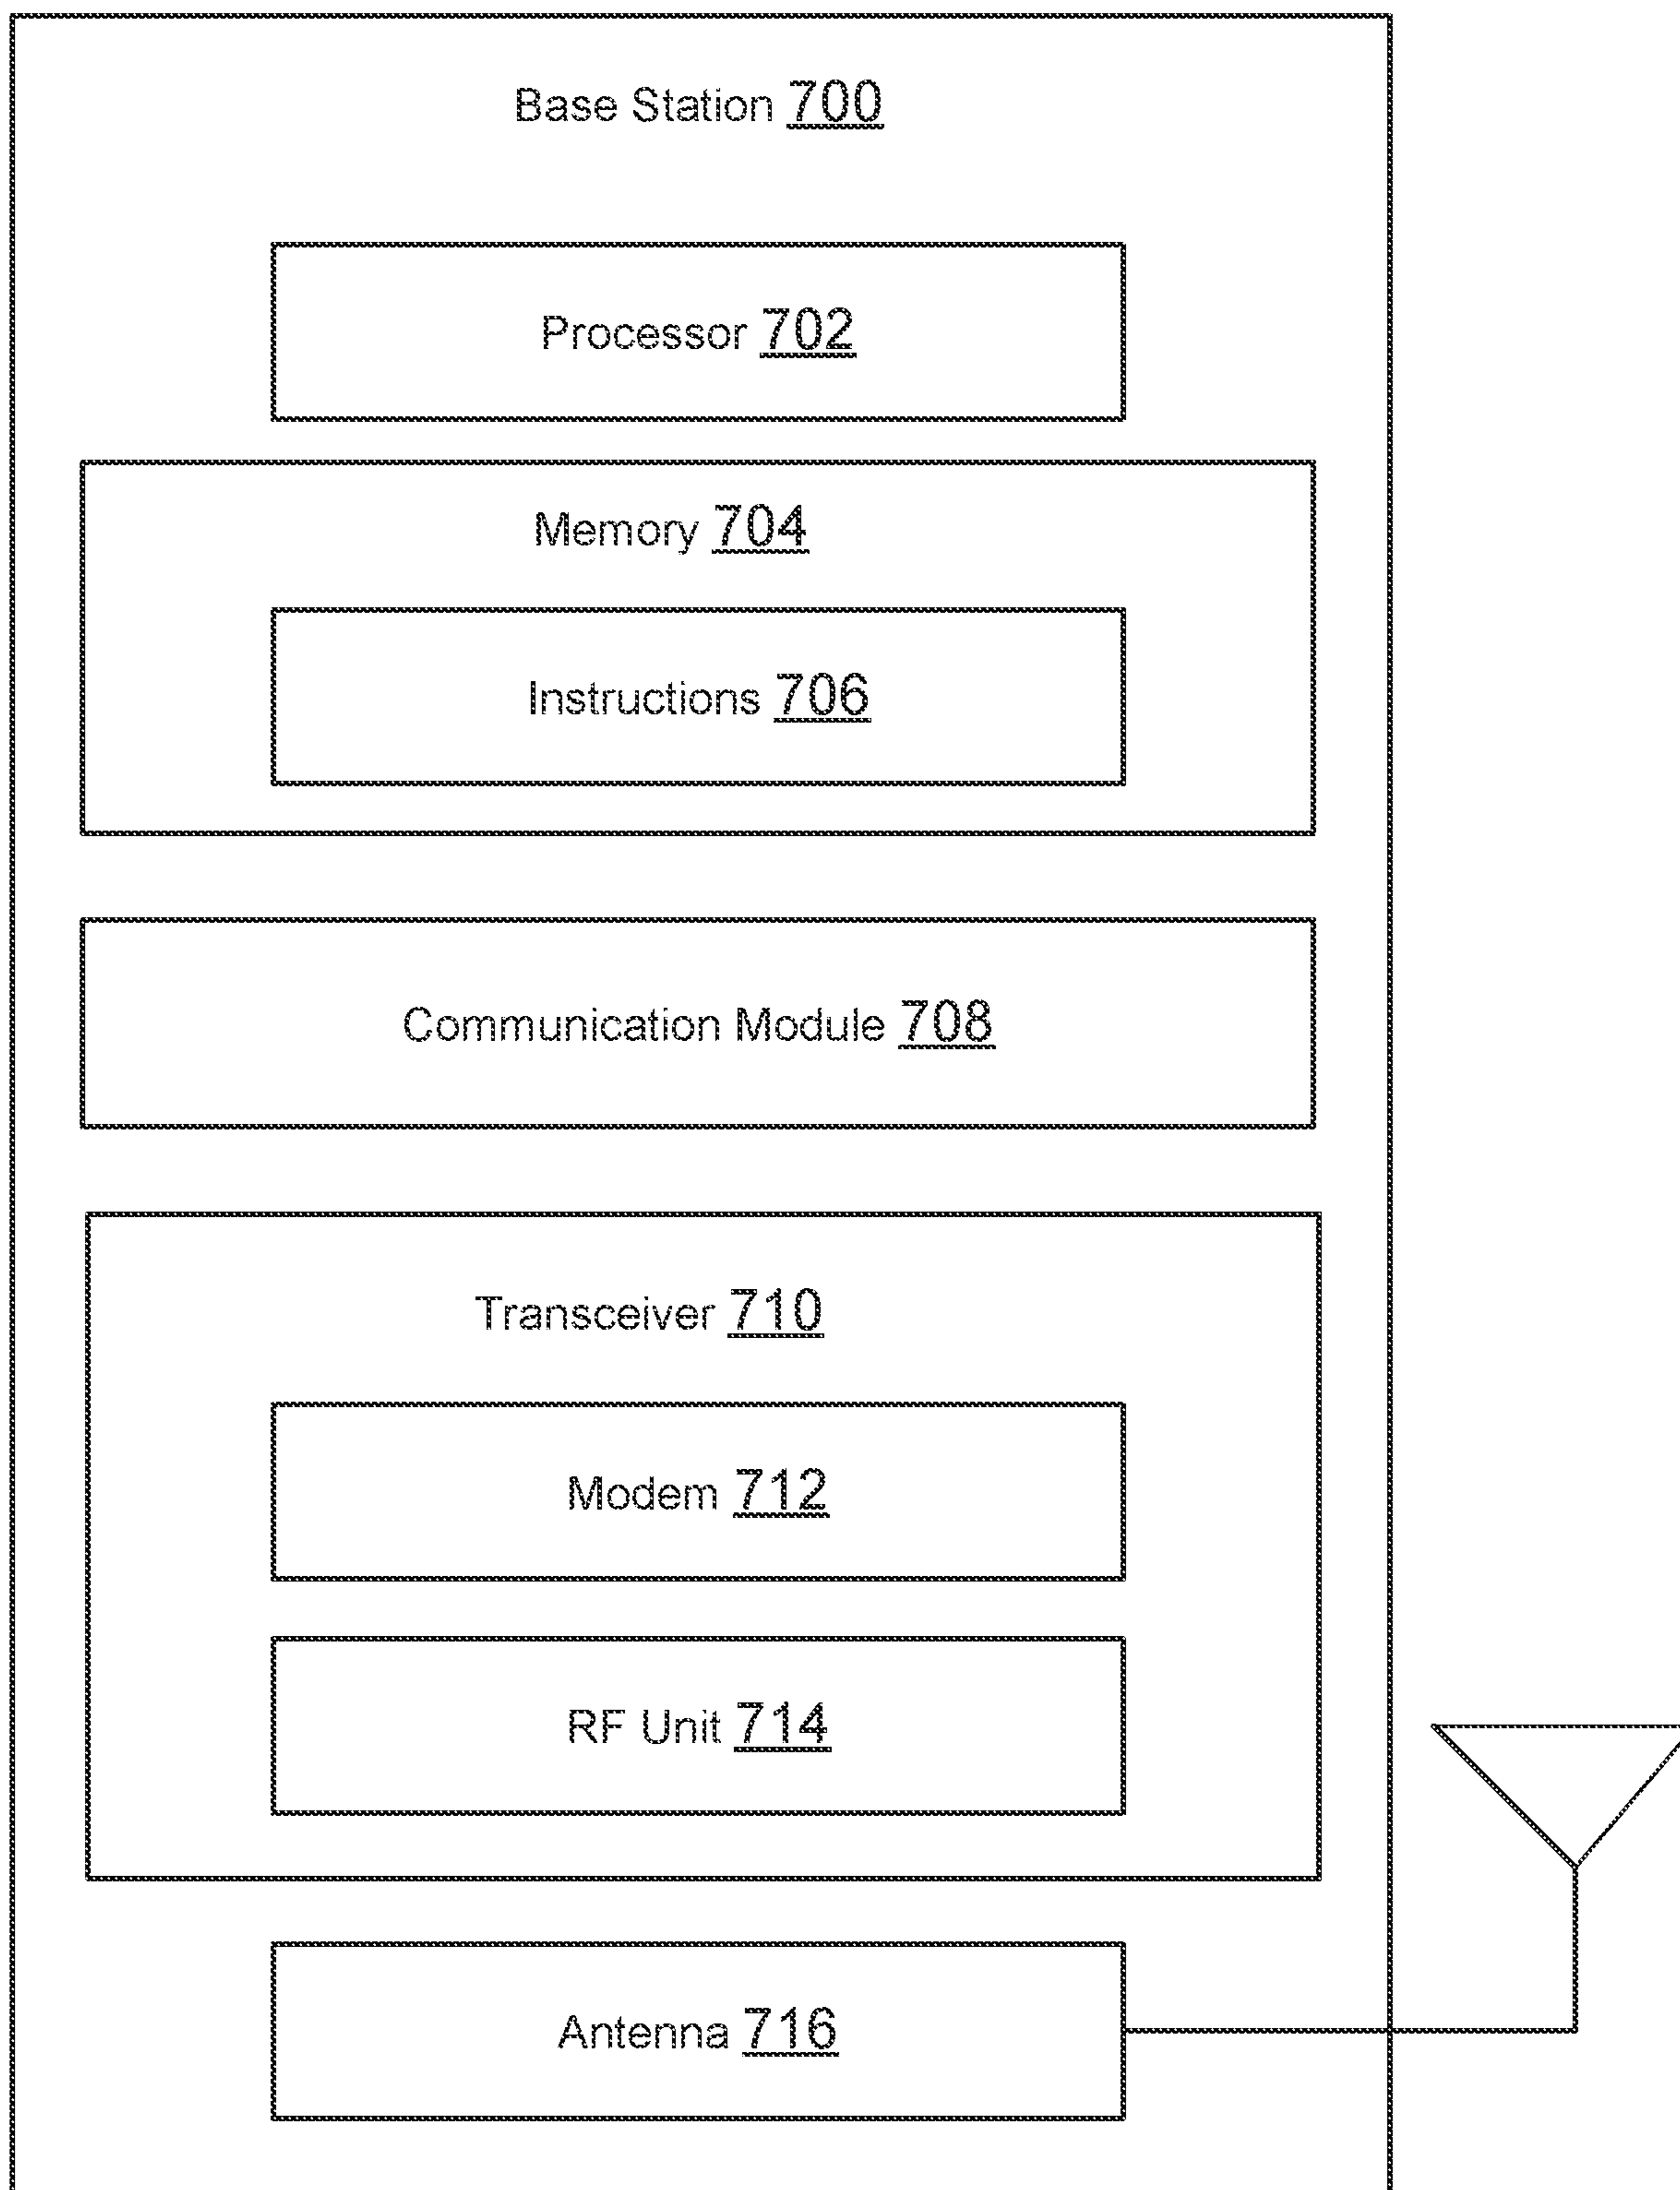 Base Station 700
Processor 702
Memory 704
Instructions 706
Communication Module 708
Transceiver 710
Modem 712
RF Unit 714
Antenna 716